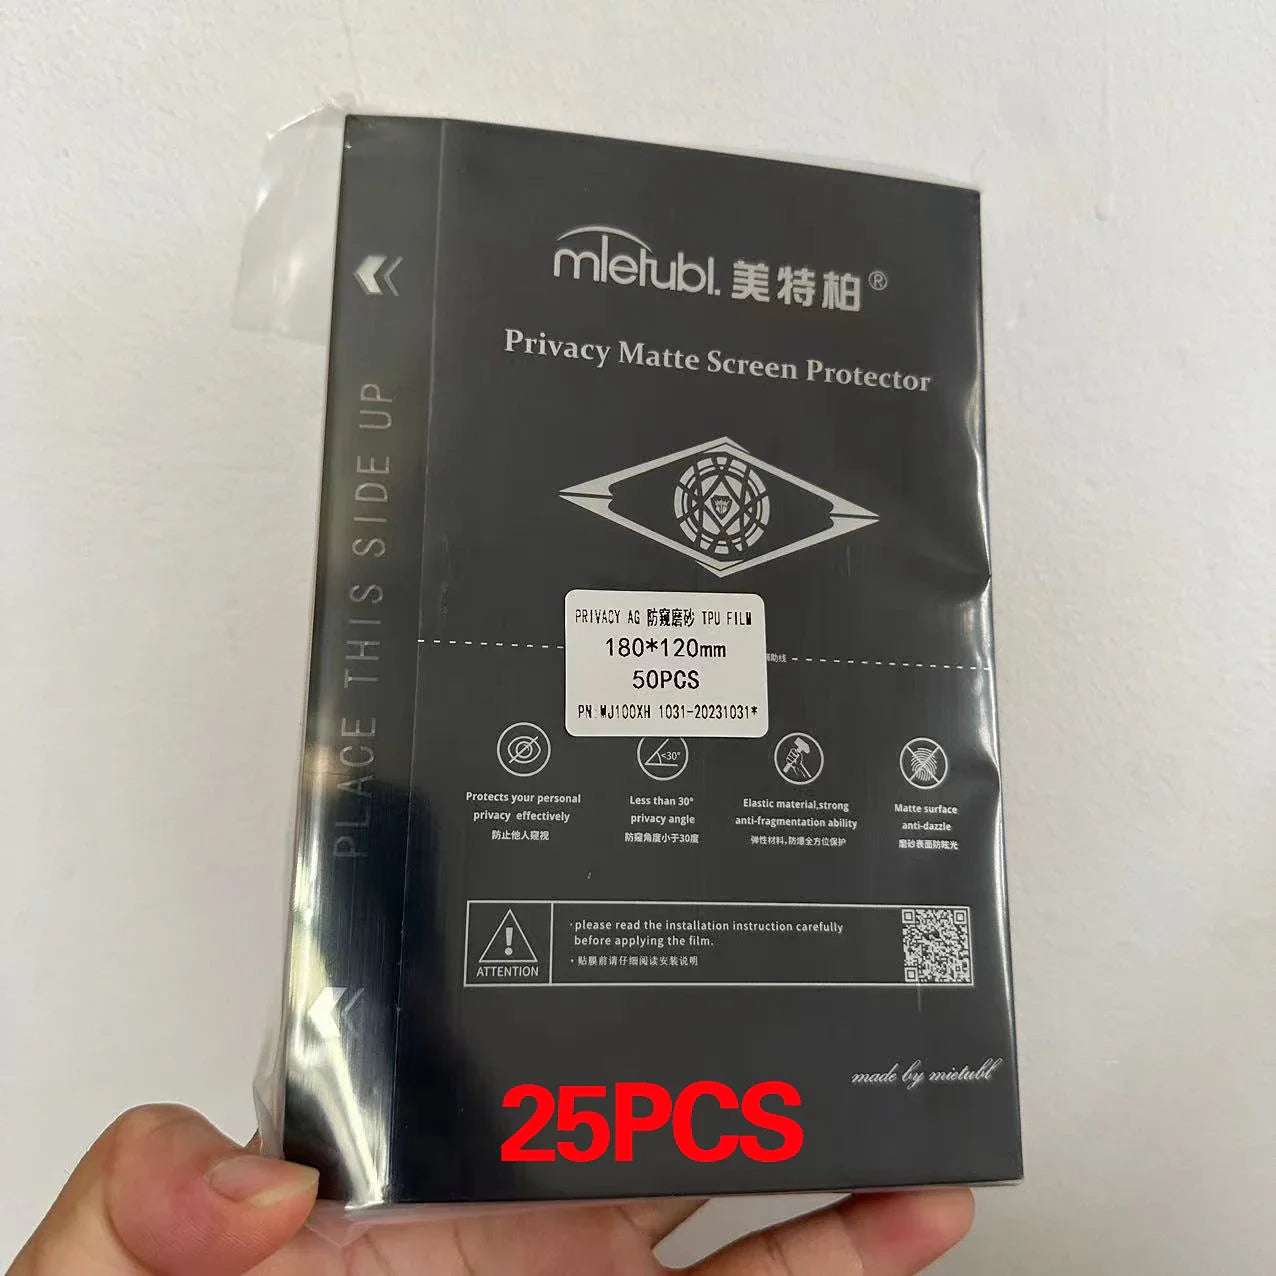 mietubl. 美特柏®
Privacy Matte Screen Protector
PLACE THIS SIDE UP
PRIVACY AG 防窥磨砂 TPU FILM
180*120mm
50PCS
PN:WJ100XH 1031-20231031*
助线
<30°
Protects your personal
privacy effectively
防止他人窥视
Less than 30°
privacy angle
防窥角度小于30度
Elastic material,strong
anti-fragmentation ability
弹性材料,防爆全方位保护
Matte surface
anti-dazzle
磨砂表面防眩光
ATTENTION
·please read the installation instruction carefully
before applying the film.
·贴膜前请仔细阅读安装说明
made by mietubl
25PCS